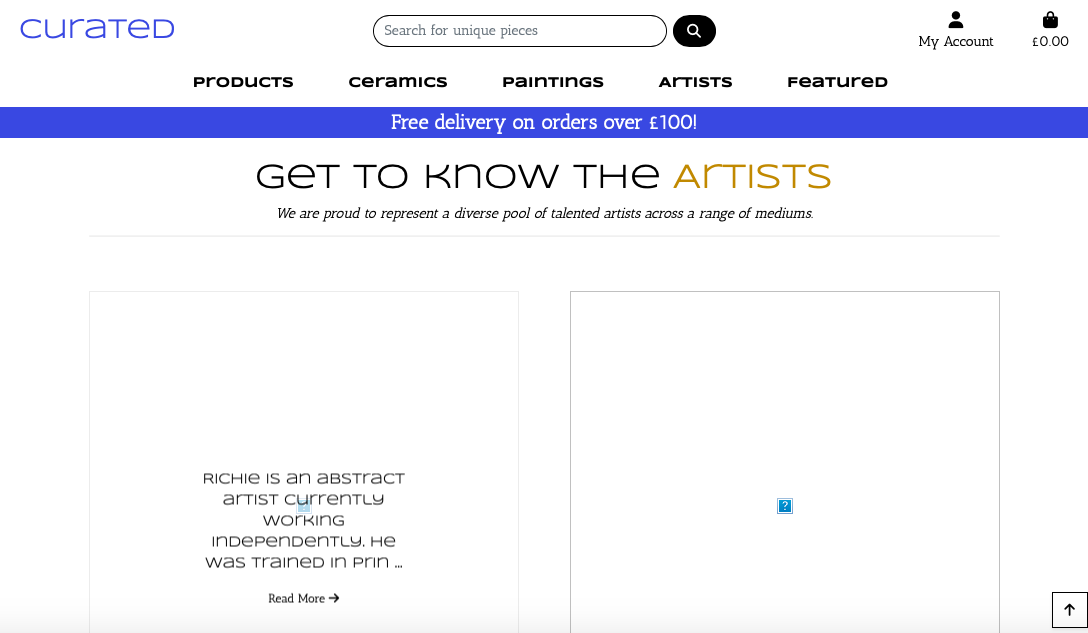 curated
Search for unique pieces
My Account
£0.00
Products
Ceramics
Paintings
Artists
Featured
Free delivery on orders over £100!
Get to know the Artists
We are proud to represent a diverse pool of talented artists across a range of mediums.
Richie is an abstract
artist currently
working
independently. He
was trained in Prin ...
Read More →
?